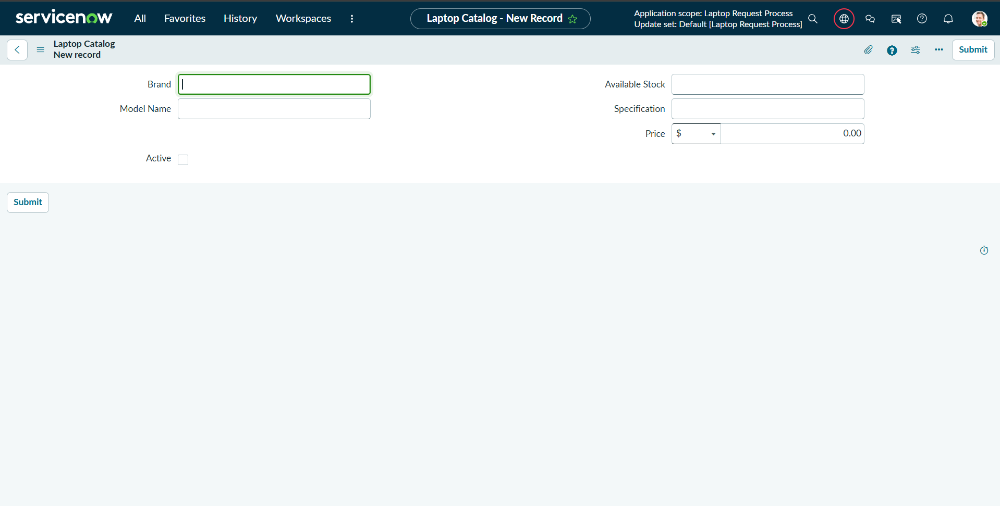 servicenow
All
Favorites
History
Workspaces
Laptop Catalog - New Record
Application scope: Laptop Request Process
Update set: Default [Laptop Request Process]
Laptop Catalog
New record
Submit
Brand
Available Stock
Model Name
Specification
Price
$
0.00
Active
Submit